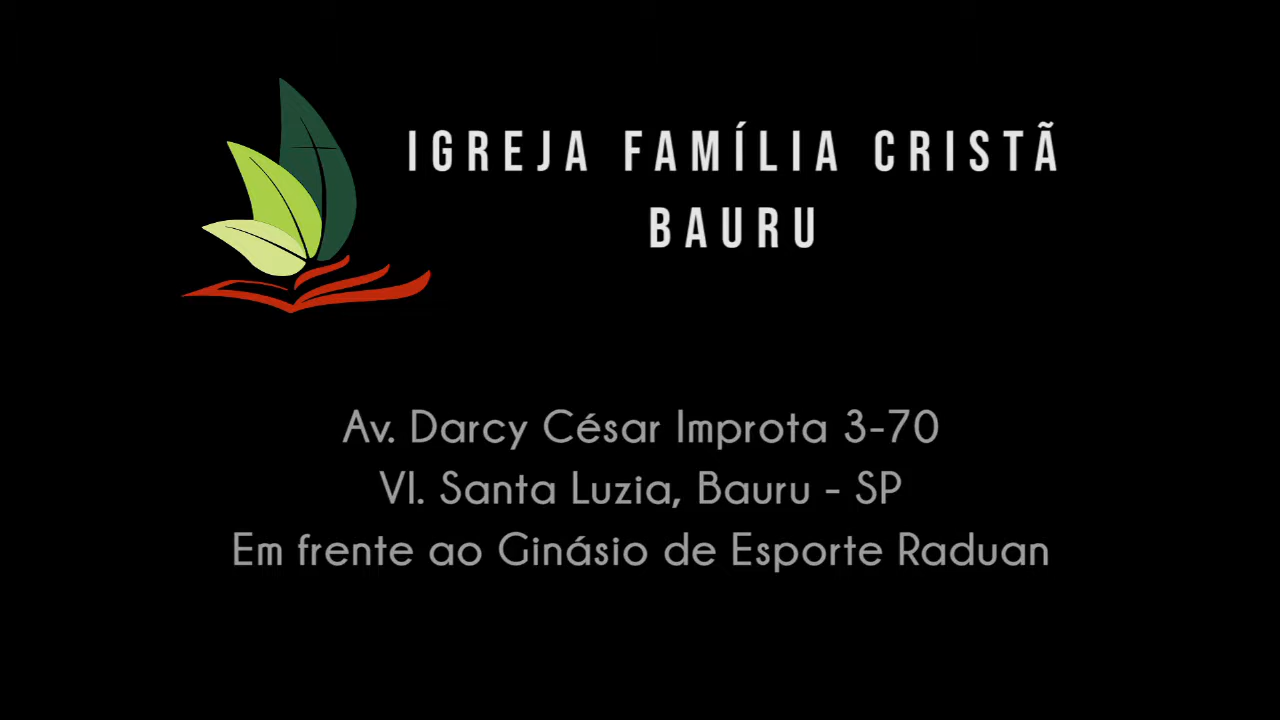 IGREJA FAMÍLIA CRISTÃ
BAURU
Av. Darcy César Improta 3-70
Vl. Santa Luzia, Bauru - SP
Em frente ao Ginásio de Esporte Raduan